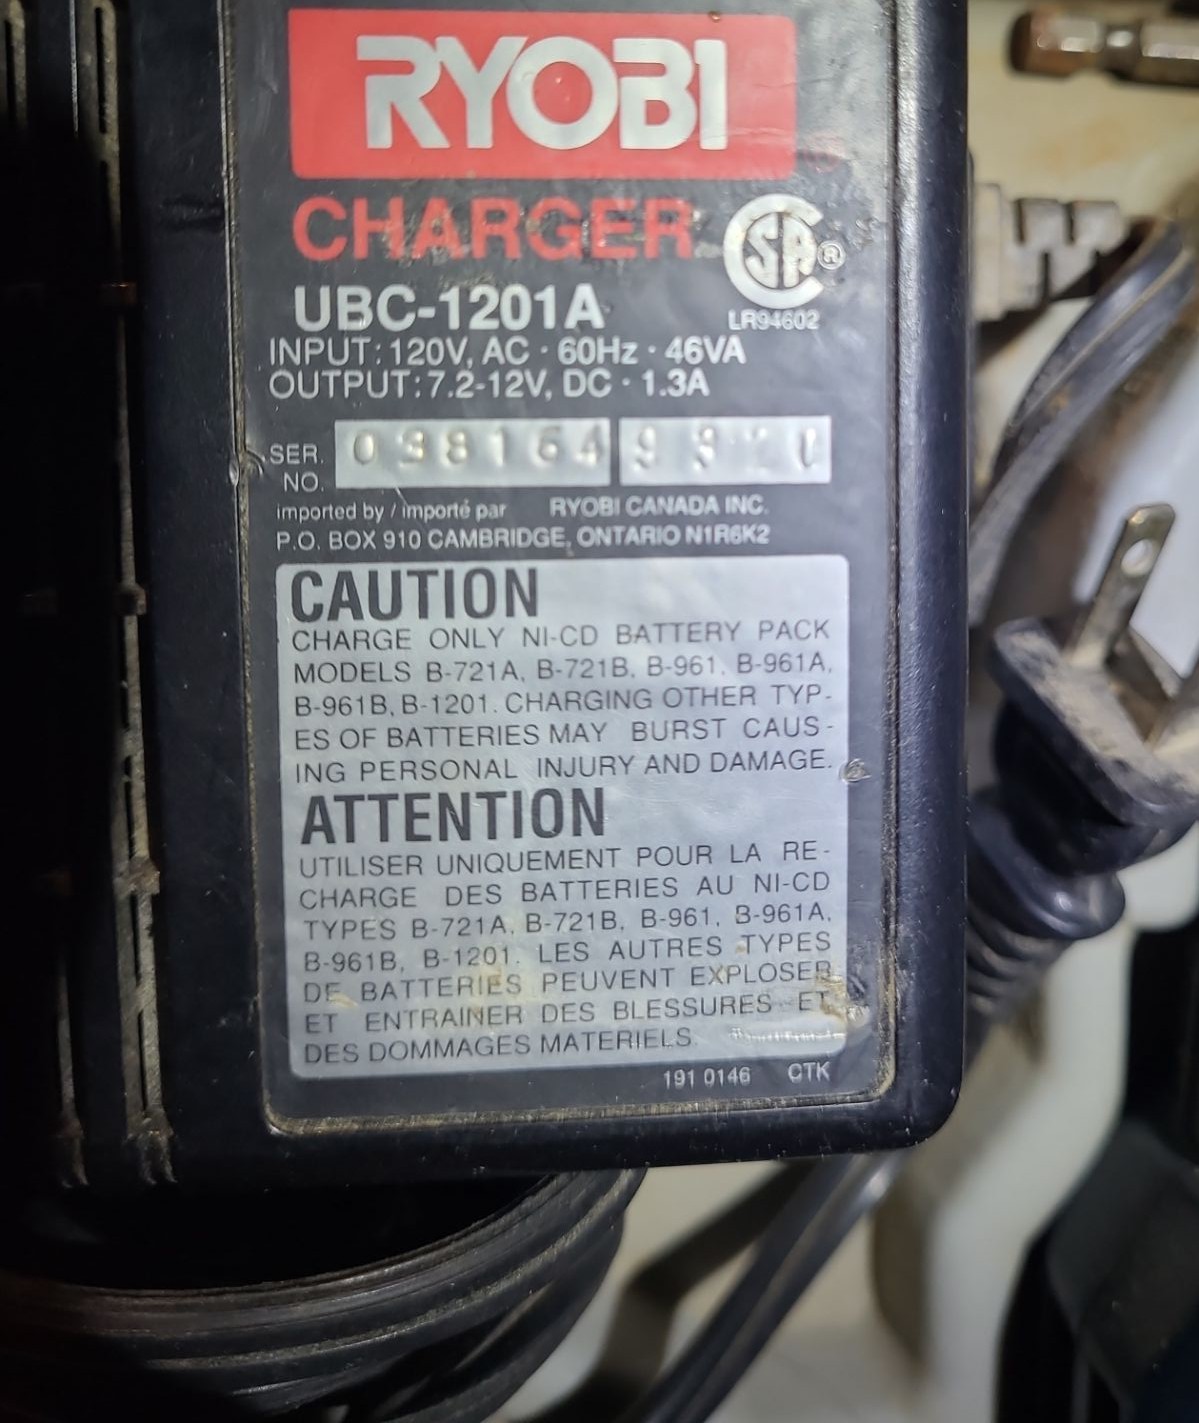 RYOBI
CHARGER
SA ®
UBC-1201A
LR94602
INPUT: 120V, AC · 60Hz · 46VA
OUTPUT: 7.2-12V, DC · 1.3A
SER. NO. 038164
imported by / importé par RYOBI CANADA INC.
P.O. BOX 910 CAMBRIDGE, ONTARIO N1R6K2
CAUTION
CHARGE ONLY NI-CD BATTERY PACK
MODELS B-721A, B-721B, B-961, B-961A,
B-961B, B-1201. CHARGING OTHER TYP-
ES OF BATTERIES MAY BURST CAUS-
ING PERSONAL INJURY AND DAMAGE.
ATTENTION
UTILISER UNIQUEMENT POUR LA RE-
CHARGE DES BATTERIES AU NI-CD
TYPES B-721A, B-721B, B-961, B-961A,
B-961B, B-1201. LES AUTRES TYPES
DE BATTERIES PEUVENT EXPLOSER
ET ENTRAINER DES BLESSURES ET
DES DOMMAGES MATERIELS.
191 0146 CTK